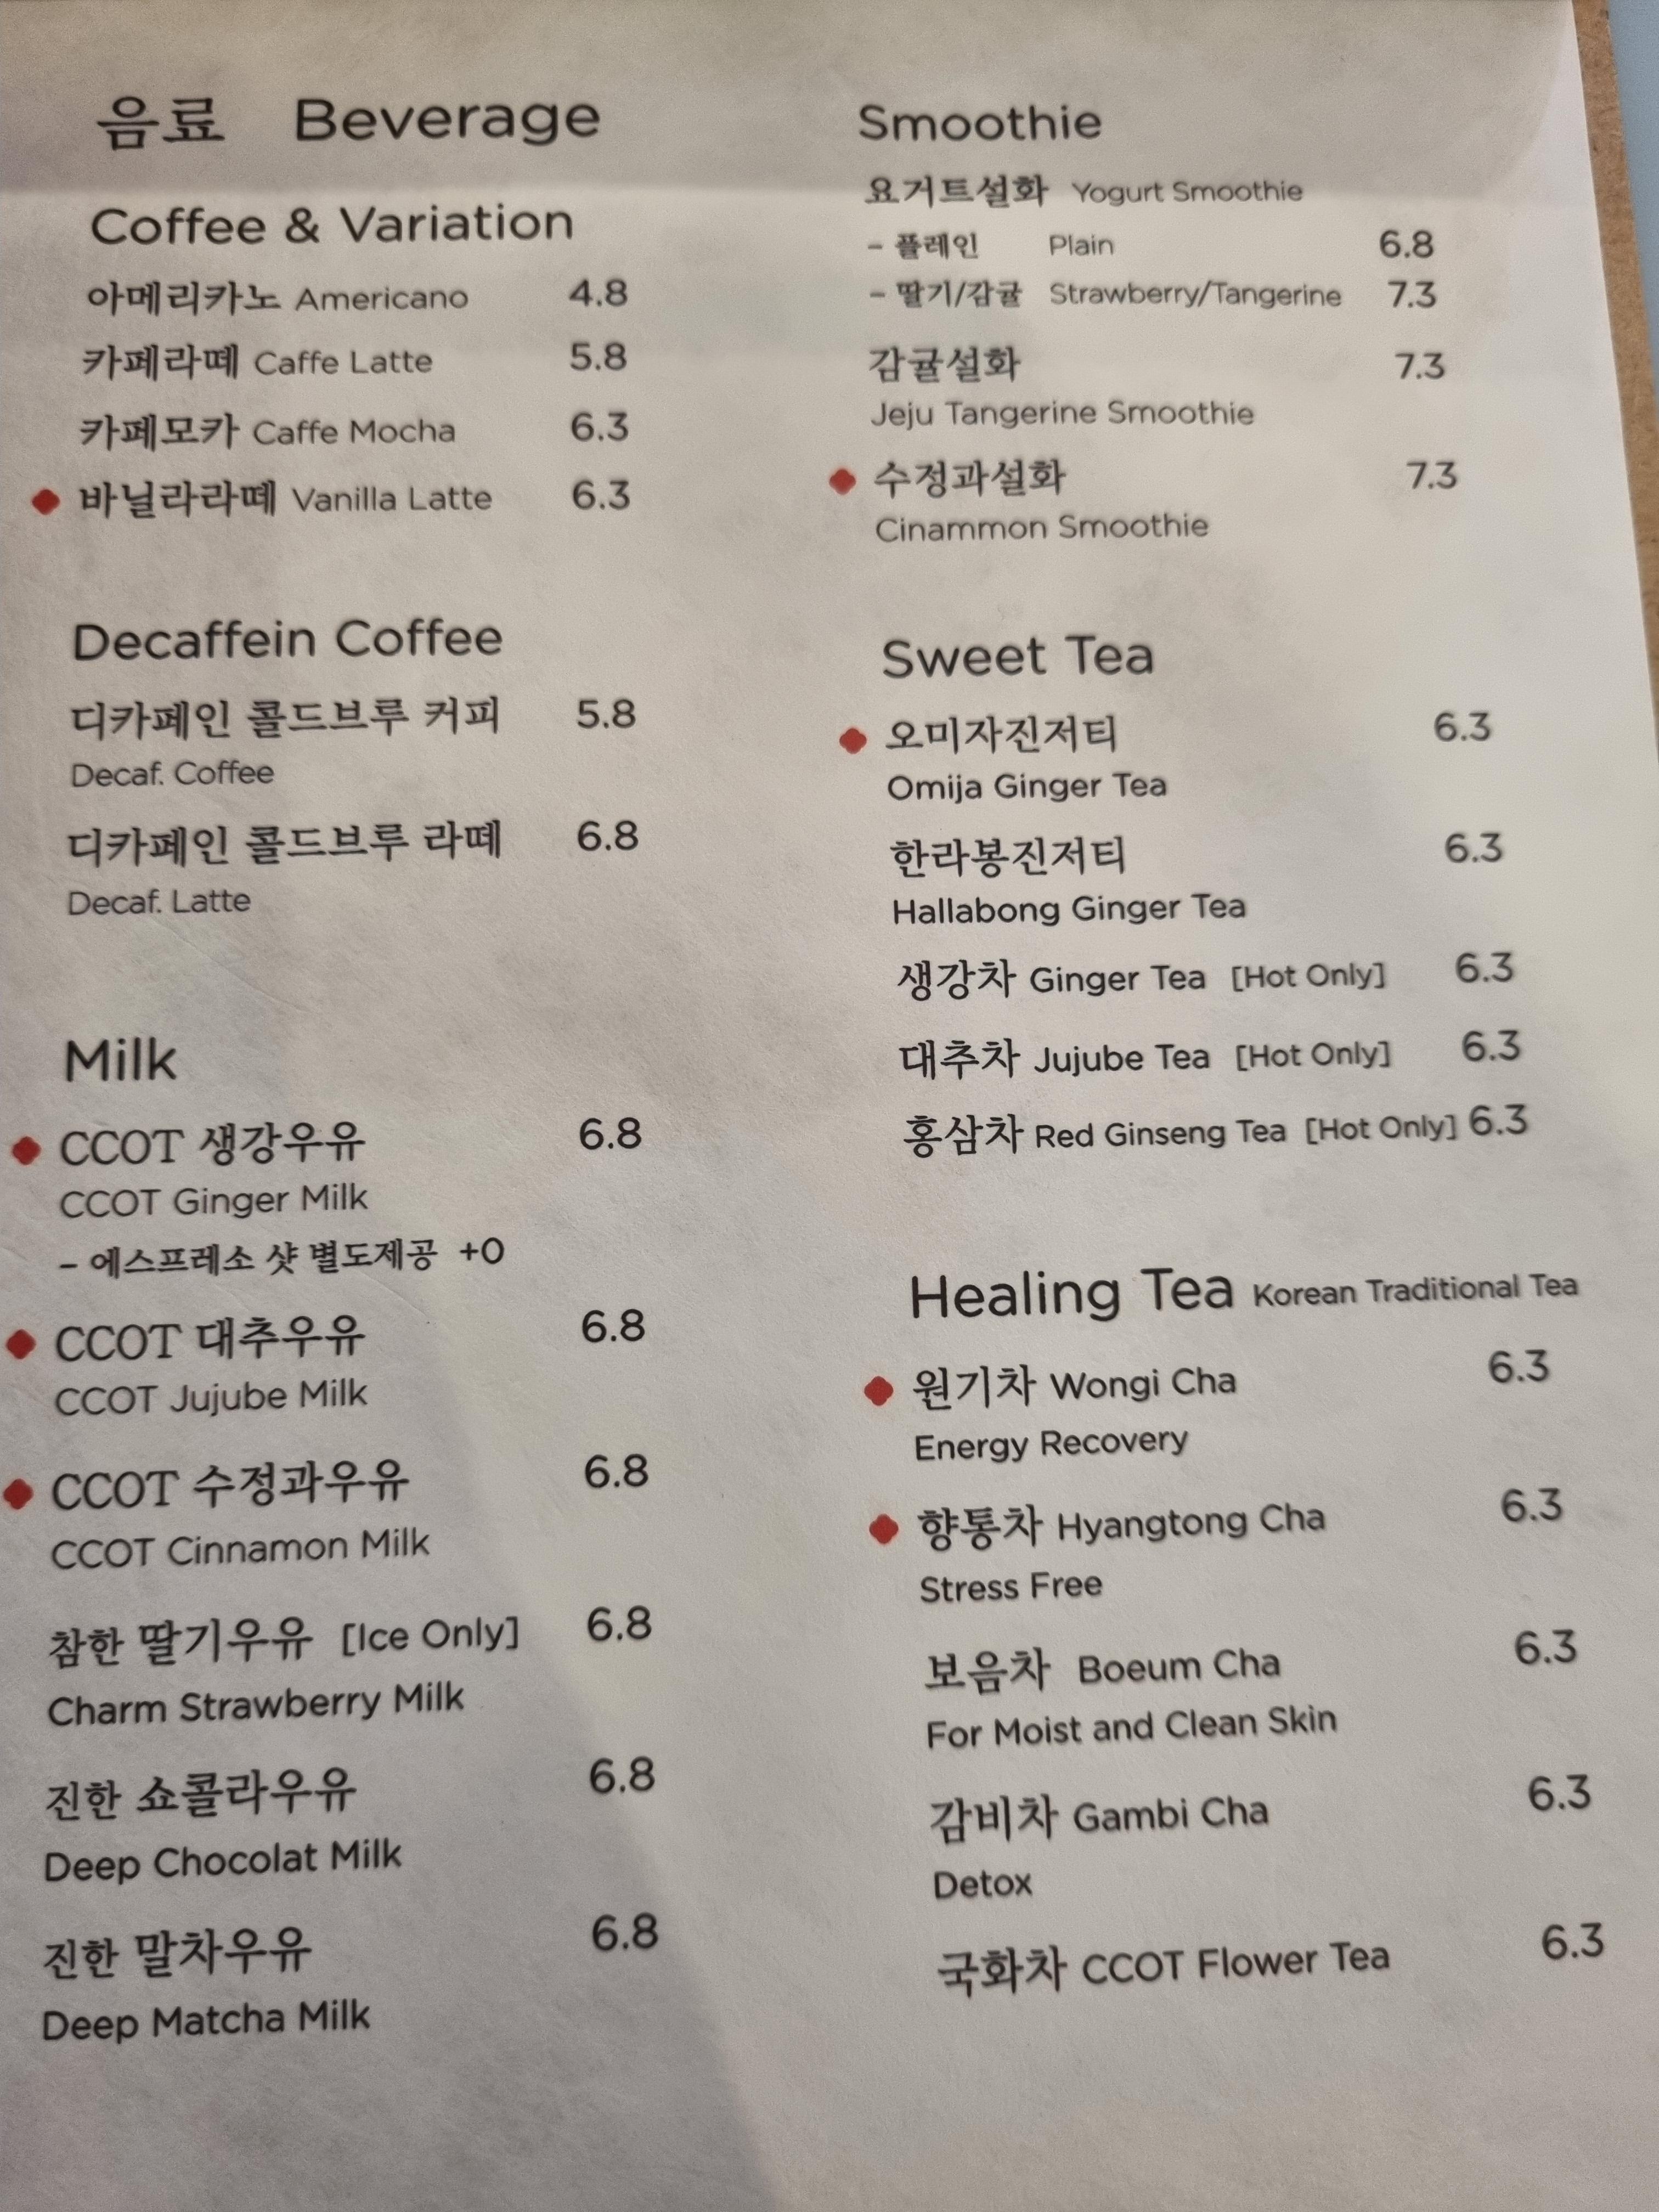 음료 Beverage
Coffee & Variation
아메리카노 Americano 4.8
카페라떼 Caffe Latte 5.8
카페모카 Caffe Mocha 6.3
바닐라라떼 Vanilla Latte 6.3
Decaffein Coffee
디카페인 콜드브루 커피 5.8
Decaf. Coffee
디카페인 콜드브루 라떼 6.8
Decaf. Latte
Milk
CCOT 생강우유 6.8
CCOT Ginger Milk
– 에스프레소 샷 별도제공 +0
CCOT 대추우유 6.8
CCOT Jujube Milk
CCOT 수정과우유 6.8
CCOT Cinnamon Milk
참한 딸기우유 [Ice Only] 6.8
Charm Strawberry Milk
진한 쇼콜라우유 6.8
Deep Chocolat Milk
진한 말차우유 6.8
Deep Matcha Milk
Smoothie
요거트설화 Yogurt Smoothie
– 플레인 Plain 6.8
– 딸기/감귤 Strawberry/Tangerine 7.3
감귤설화 7.3
Jeju Tangerine Smoothie
수정과설화 7.3
Cinammon Smoothie
Sweet Tea
오미자진저티 6.3
Omija Ginger Tea
한라봉진저티 6.3
Hallabong Ginger Tea
생강차 Ginger Tea [Hot Only] 6.3
대추차 Jujube Tea [Hot Only] 6.3
홍삼차 Red Ginseng Tea [Hot Only] 6.3
Healing Tea Korean Traditional Tea
원기차 Wongi Cha 6.3
Energy Recovery
향통차 Hyangtong Cha 6.3
Stress Free
보음차 Boeum Cha 6.3
For Moist and Clean Skin
감비차 Gambi Cha 6.3
Detox
국화차 CCOT Flower Tea 6.3